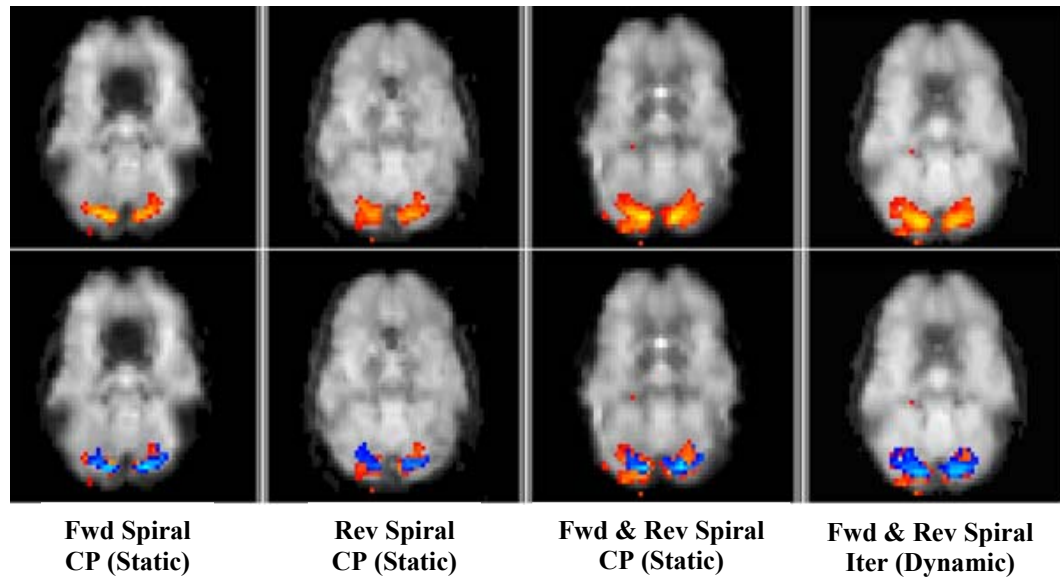 Fwd Spiral
CP (Static)
Rev Spiral
CP (Static)
Fwd & Rev Spiral
CP (Static)
Fwd & Rev Spiral
Iter (Dynamic)